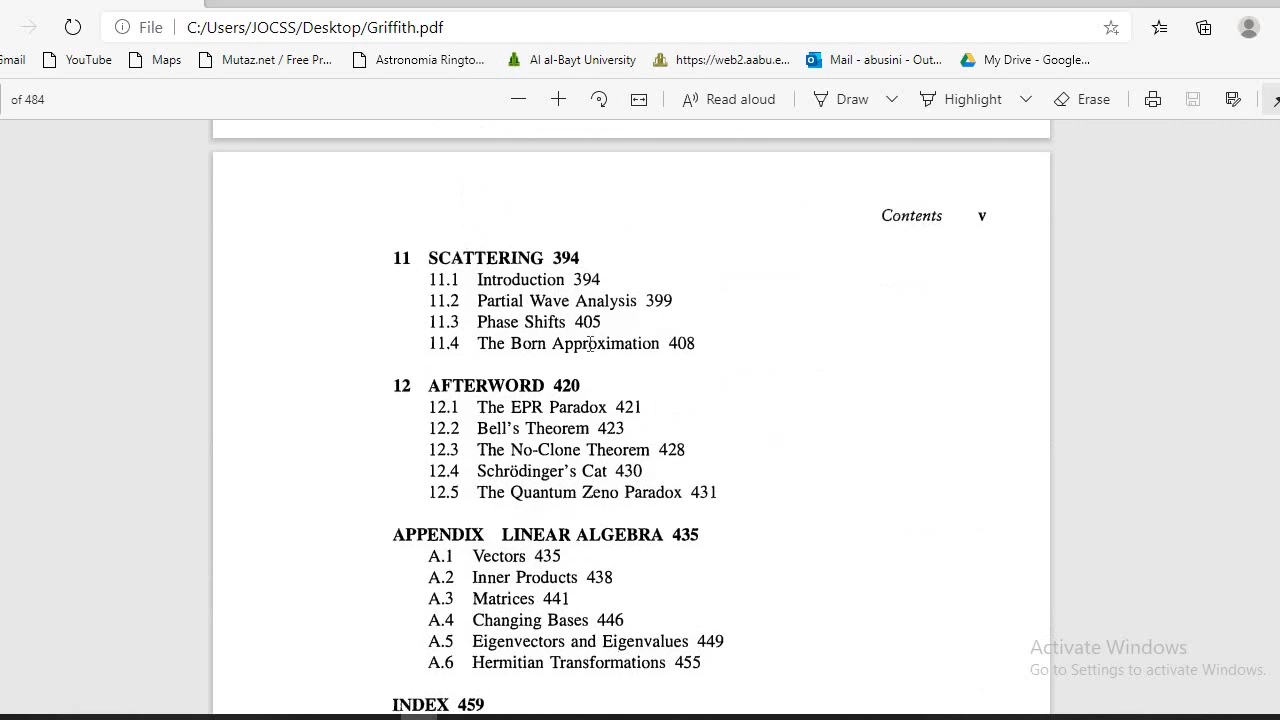 File C:/Users/JOCSS/Desktop/Griffith.pdf
Gmail YouTube Maps Mutaz.net / Free Pr... Astronomia Ringto... Al al-Bayt University https://web2.aabu.e... Mail - abusini - Out... My Drive - Google...
of 484 Read aloud Draw Highlight Erase
Contents v
11 SCATTERING 394
11.1 Introduction 394
11.2 Partial Wave Analysis 399
11.3 Phase Shifts 405
11.4 The Born Approximation 408
12 AFTERWORD 420
12.1 The EPR Paradox 421
12.2 Bell's Theorem 423
12.3 The No-Clone Theorem 428
12.4 Schrödinger's Cat 430
12.5 The Quantum Zeno Paradox 431
APPENDIX LINEAR ALGEBRA 435
A.1 Vectors 435
A.2 Inner Products 438
A.3 Matrices 441
A.4 Changing Bases 446
A.5 Eigenvectors and Eigenvalues 449
A.6 Hermitian Transformations 455
INDEX 459
Activate Windows
Go to Settings to activate Windows.